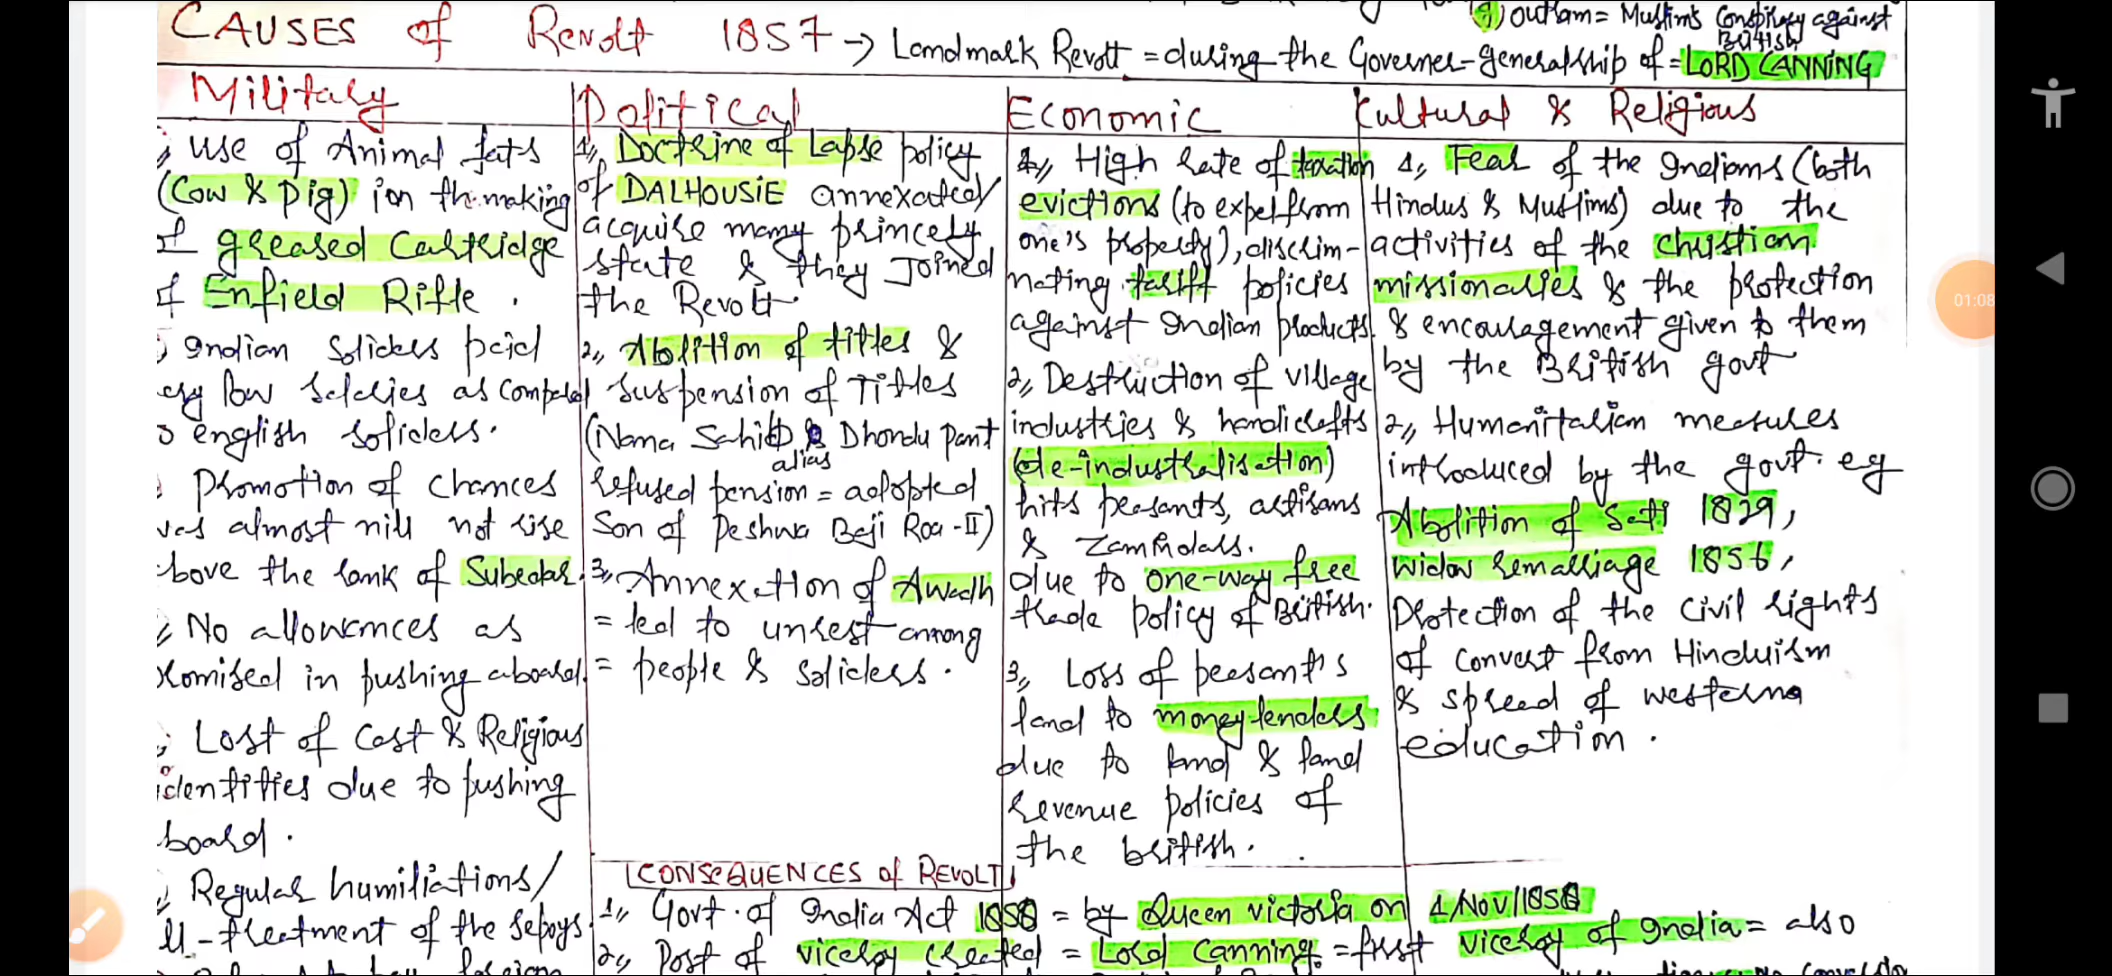 9) Outram = Muslims Conspiracy against
British
CAUSES of Revolt 1857 → Landmark Revolt = during the Governer-generalship of = LORD CANNING
Military
use of Animal fats
(Cow & Pig) in the making
of greased Cartridge
of Enfield Rifle.
Indian Soliders paid
very low Salaries as compared
to english soliders.
Promotion of chances
was almost nill not rise
above the rank of Subedar.
No allowances as
promised in pushing aboard.
Lost of Cast & Religious
identities due to pushing
board.
Regular humiliations/
ill-treatment of the sepoys.
Political
1, Doctrine of Lapse policy
of DALHOUSIE annexated/
acquire many princely
state & they Joined
the Revolt.
2, Abolition of titles &
suspension of Titles
(Nana Sahib & Dhondu pant
alias
refused pension = adopted
Son of Peshwa Baji Roa-II)
3, Annexation of Awadh
= led to unrest among
= people & soliders.
Economic
1, High rate of taxation
evictions (to expel from
one's property), discrim-
nating tariff policies
against Indian products.
2, Destruction of village
industries & handicrafts
(de-industralisation)
hits peasants, artisans
& Zamindars.
due to one-way free
trade policy of British.
3, Loss of peasant's
land to moneylenders
due to land & land
revenue policies of
the british.
Cultural & Religious
1, Fear of the Indians (both
Hindus & Muslims) due to the
activities of the christian
missionaries & the protection
& encouragement given to them
by the British govt
2, Humanitarian measures
introduced by the govt. eg
Abolition of Sati 1829,
widow remarriage 1856,
Protection of the civil rights
of convert from Hinduism
& spread of western
education.
CONSEQUENCES of REVOLT
1, Govt. of India Act 1858 = by Queen victoria on 1/Nov/1858
2, Post of viceroy created = Lord Canning. = first viceroy of India = also
01:08